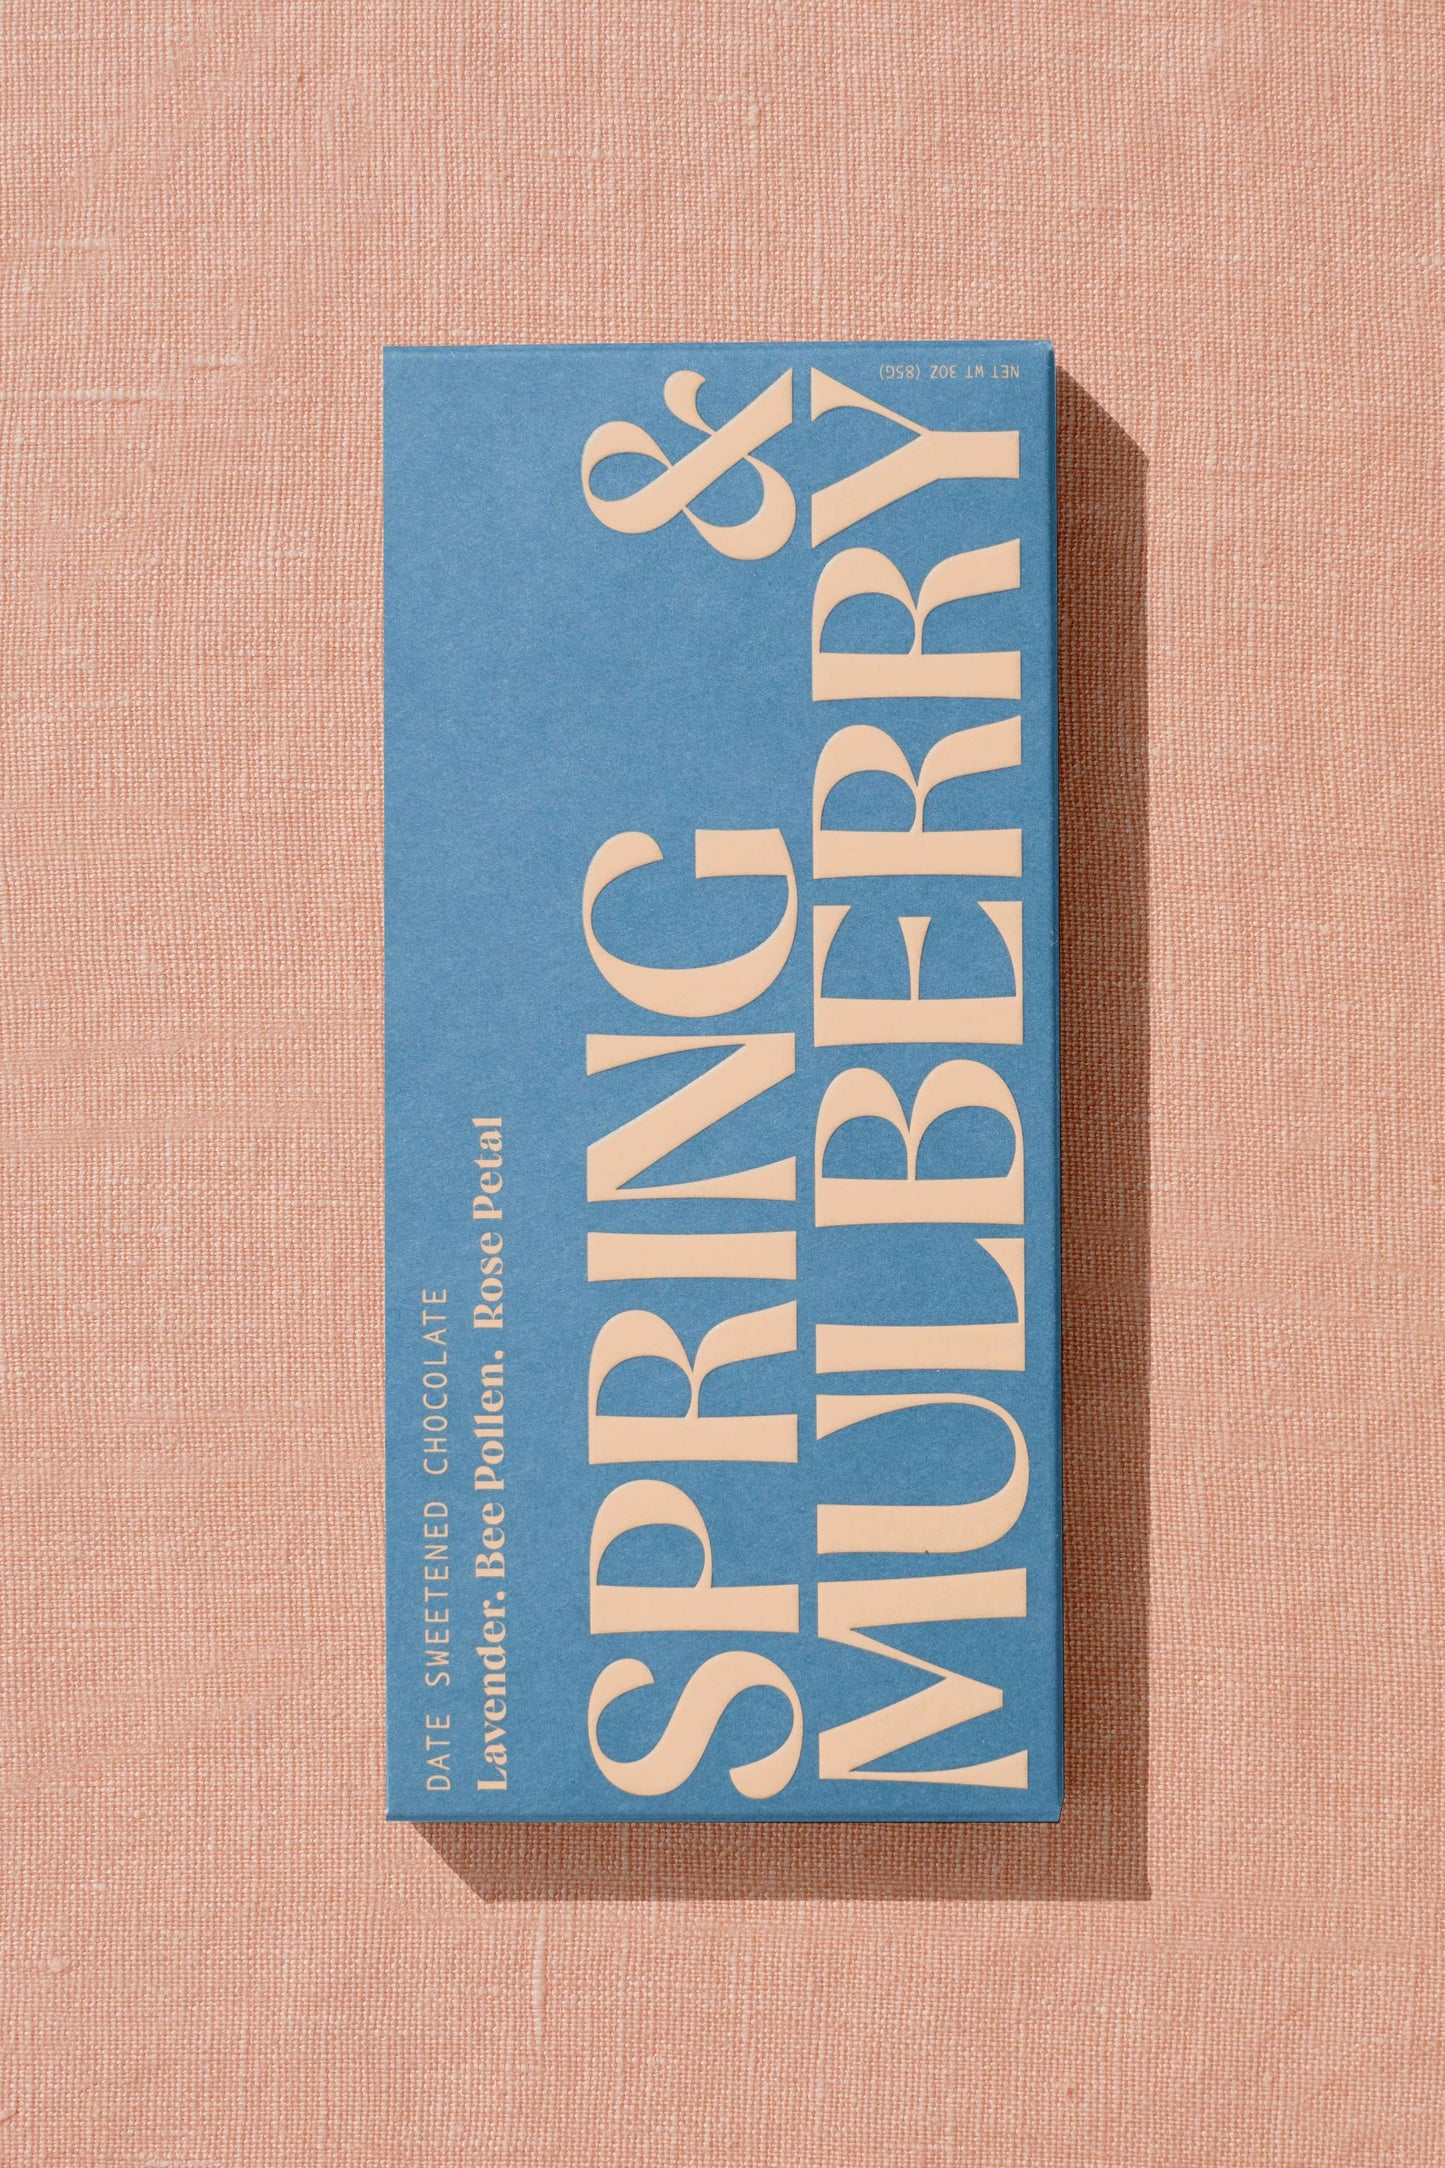 DATE SWEETENED CHOCOLATE
Lavender. Bee Pollen. Rose Petal
SPRING &
MULBERRY
NET WT 3OZ (85G)